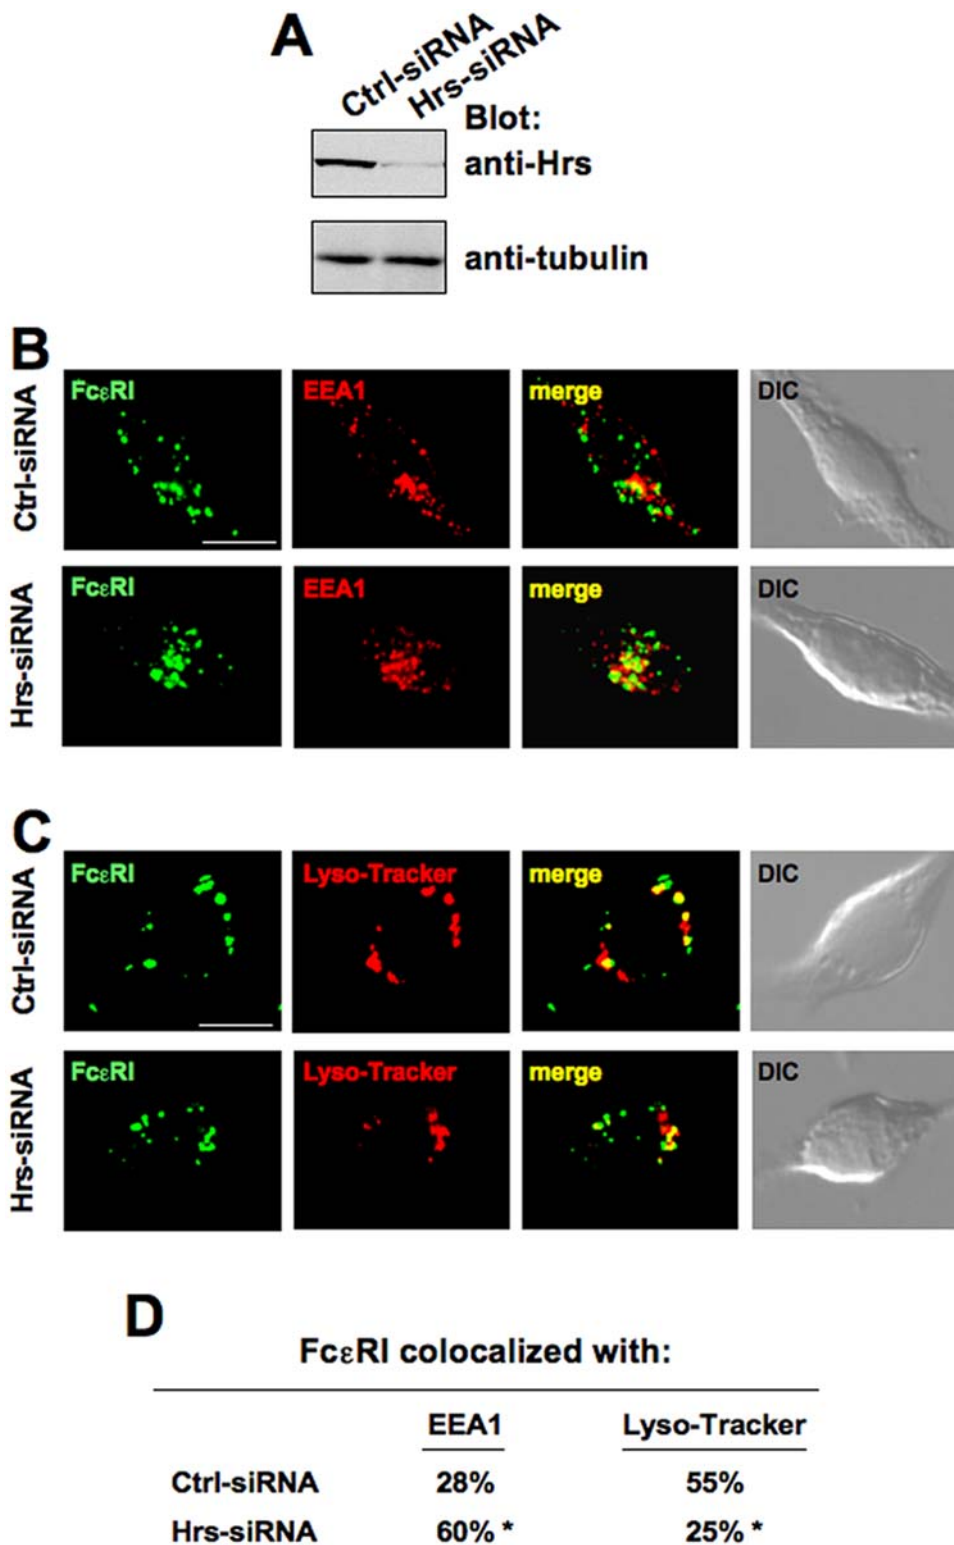 A
Ctrl-siRNA
Hrs-siRNA
Blot:
anti-Hrs
anti-tubulin
B
Ctrl-siRNA
FcεRI
EEA1
merge
DIC
Hrs-siRNA
FcεRI
EEA1
merge
DIC
C
Ctrl-siRNA
FcεRI
Lyso-Tracker
merge
DIC
Hrs-siRNA
FcεRI
Lyso-Tracker
merge
DIC
D
FcεRI colocalized with:
EEA1 Lyso-Tracker
Ctrl-siRNA 28% 55%
Hrs-siRNA 60% * 25% *